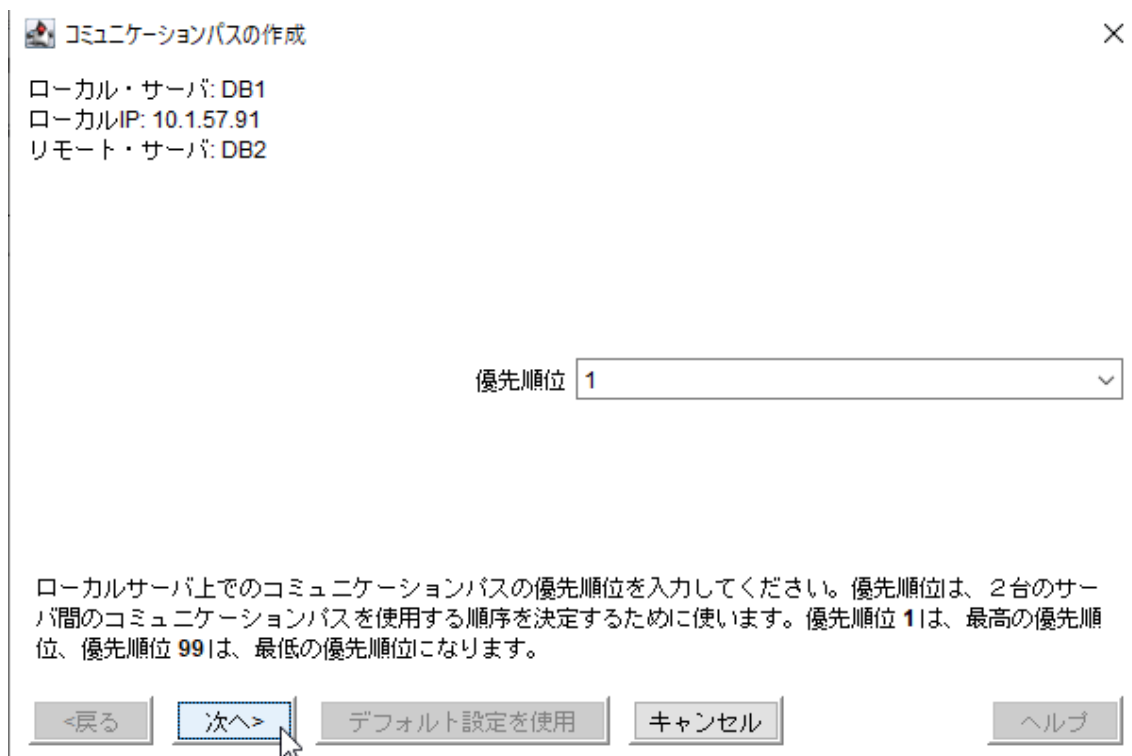 コミュニケーションパスの作成
ローカル・サーバ: DB1
ローカルIP: 10.1.57.91
リモート・サーバ: DB2
優先順位 1
ローカルサーバ上でのコミュニケーションパスの優先順位を入力してください。優先順位は、２台のサー
バ間のコミュニケーションパスを使用する順序を決定するために使います。優先順位 1は、最高の優先順
位、優先順位 99は、最低の優先順位になります。
<戻る 次へ> デフォルト設定を使用 キャンセル ヘルプ